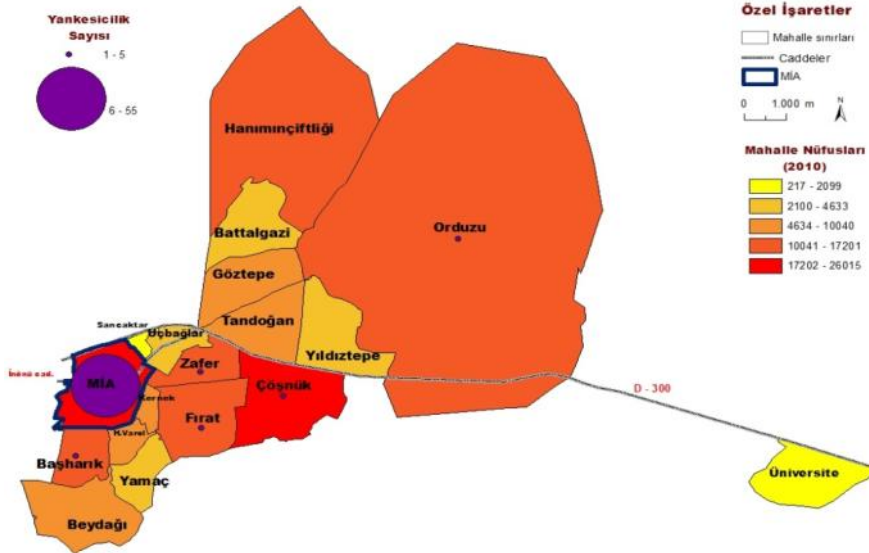 Yankesicilik
Sayısı
1 - 5
6 - 55
Özel İşaretler
Mahalle sınırları
Caddeler
MİA
0 1.000 m
N
Mahalle Nüfusları
(2010)
217 - 2099
2100 - 4633
4634 - 10040
10041 - 17201
17202 - 26015
Hanımınçiftliği
Battalgazi
Orduzu
Göztepe
Tandoğan
Sancaktar
Üçbağlar
Yıldıztepe
Zafer
İnönü cad.
MİA
Çöşnük
D - 300
Kernek
Fırat
H.Varol
Başharık
Yamaç
Üniversite
Beydağı